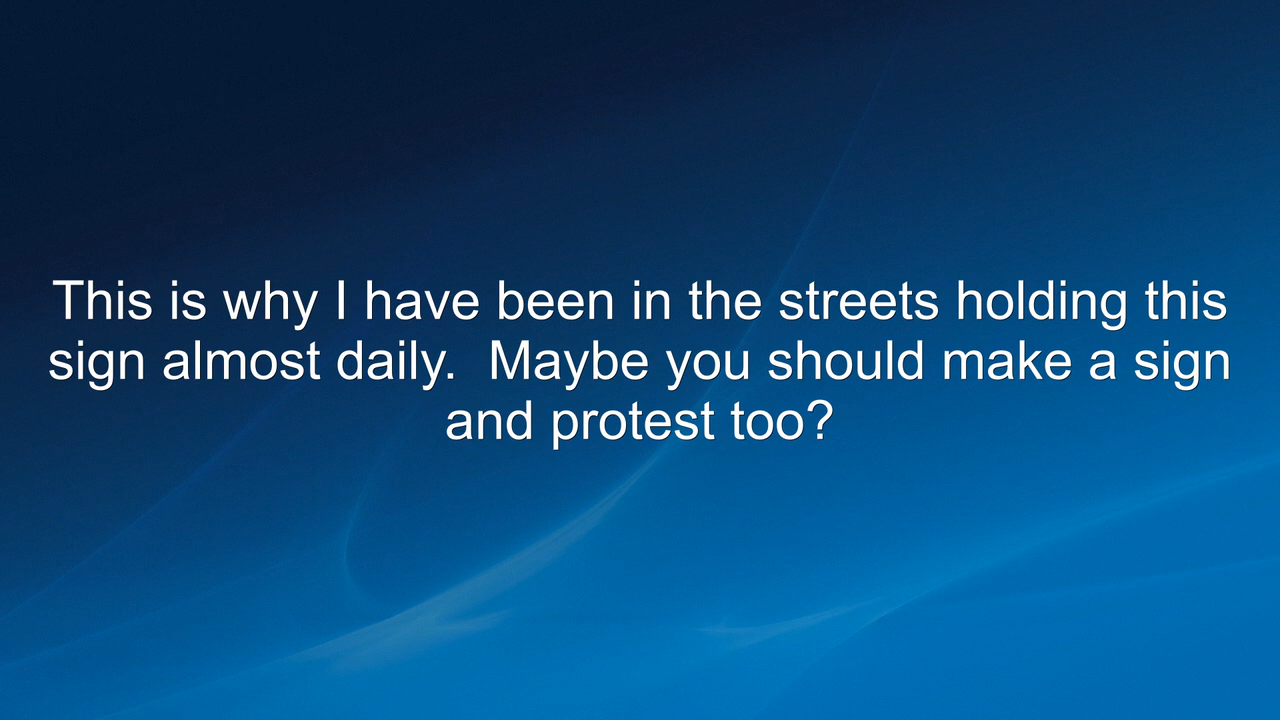 This is why I have been in the streets holding this
sign almost daily.  Maybe you should make a sign
and protest too?